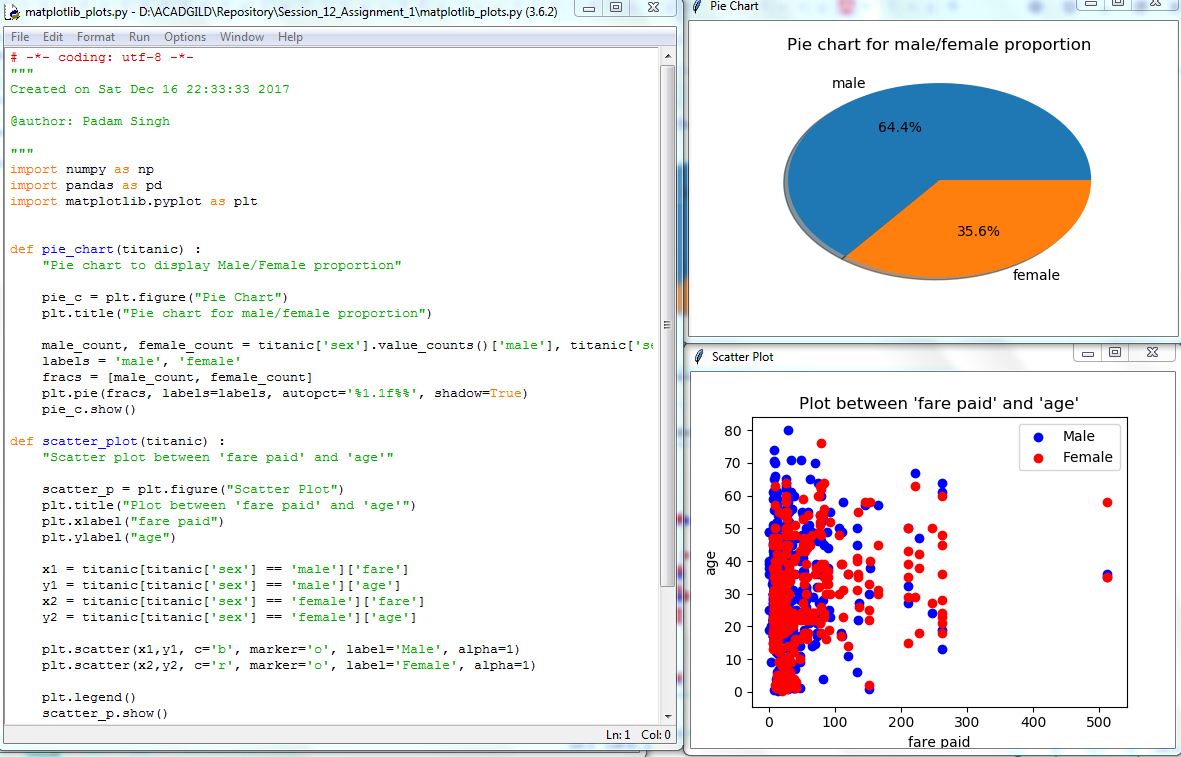 matplotlib_plots.py - D:\ACADGILD\Repository\Session_12_Assignment_1\matplotlib_plots.py (3.6.2)
File Edit Format Run Options Window Help
# -*- coding: utf-8 -*-
"""
Created on Sat Dec 16 22:33:33 2017
@author: Padam Singh
"""
import numpy as np
import pandas as pd
import matplotlib.pyplot as plt
def pie_chart(titanic) :
"Pie chart to display Male/Female proportion"
pie_c = plt.figure("Pie Chart")
plt.title("Pie chart for male/female proportion")
male_count, female_count = titanic['sex'].value_counts()['male'], titanic['se
labels = 'male', 'female'
fracs = [male_count, female_count]
plt.pie(fracs, labels=labels, autopct='%1.1f%%', shadow=True)
pie_c.show()
def scatter_plot(titanic) :
"Scatter plot between 'fare paid' and 'age'"
scatter_p = plt.figure("Scatter Plot")
plt.title("Plot between 'fare paid' and 'age'")
plt.xlabel("fare paid")
plt.ylabel("age")
x1 = titanic[titanic['sex'] == 'male']['fare']
y1 = titanic[titanic['sex'] == 'male']['age']
x2 = titanic[titanic['sex'] == 'female']['fare']
y2 = titanic[titanic['sex'] == 'female']['age']
plt.scatter(x1,y1, c='b', marker='o', label='Male', alpha=1)
plt.scatter(x2,y2, c='r', marker='o', label='Female', alpha=1)
plt.legend()
scatter_p.show()
Ln: 1 Col: 0
Pie Chart
Pie chart for male/female proportion
male
64.4%
35.6%
female
Scatter Plot
Plot between 'fare paid' and 'age'
Male
Female
80
70
60
50
40
30
20
10
0
age
0 100 200 300 400 500
fare paid